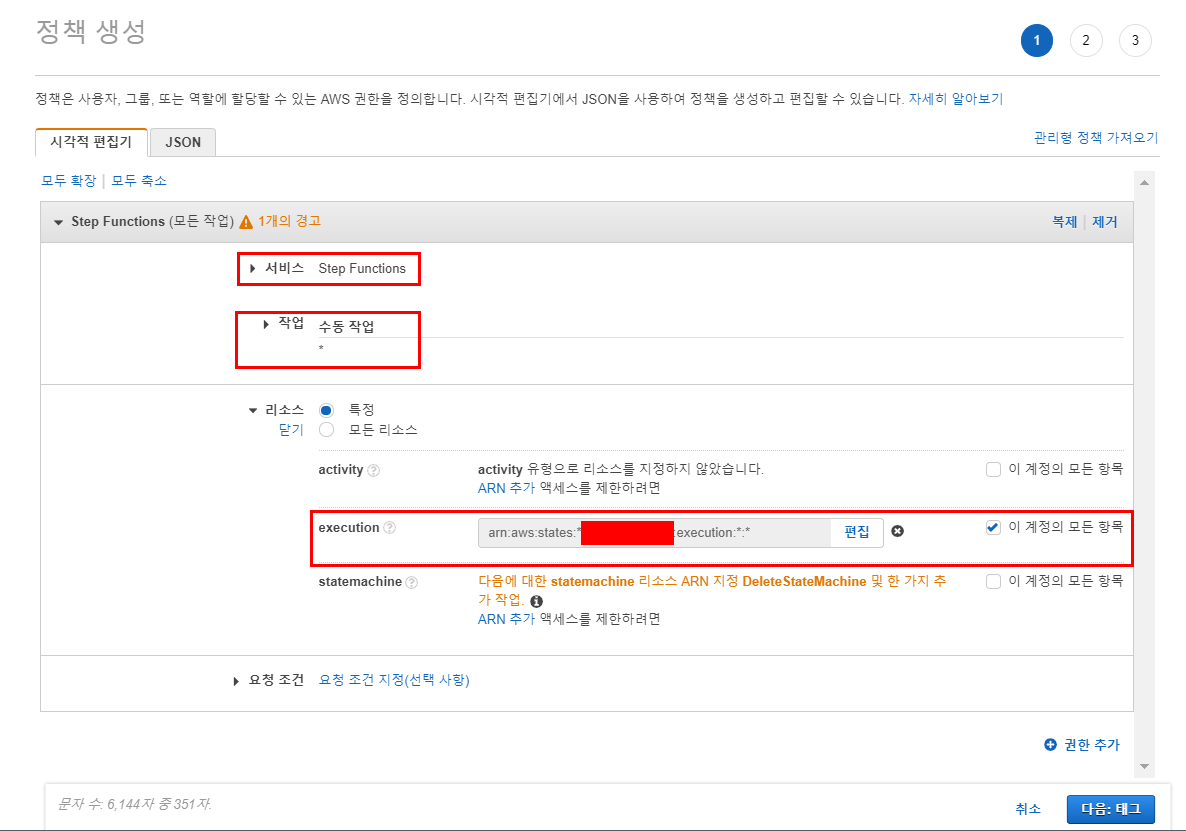 정책 생성
1 2 3
정책은 사용자, 그룹, 또는 역할에 할당할 수 있는 AWS 권한을 정의합니다. 시각적 편집기에서 JSON을 사용하여 정책을 생성하고 편집할 수 있습니다. 자세히 알아보기
시각적 편집기 JSON 관리형 정책 가져오기
모두 확장 | 모두 축소
Step Functions (모든 작업) 1개의 경고 복제 | 제거
서비스 Step Functions
작업 수동 작업
*
리소스 특정
닫기 모든 리소스
activity ? activity 유형으로 리소스를 지정하지 않았습니다. 이 계정의 모든 항목
ARN 추가 액세스를 제한하려면
execution ? arn:aws:states:* :execution:*:* 편집 이 계정의 모든 항목
statemachine ? 다음에 대한 statemachine 리소스 ARN 지정 DeleteStateMachine 및 한 가지 추 이 계정의 모든 항목
가 작업.
ARN 추가 액세스를 제한하려면
요청 조건 요청 조건 지정(선택 사항)
권한 추가
문자 수: 6,144자 중 351자.
취소 다음: 태그